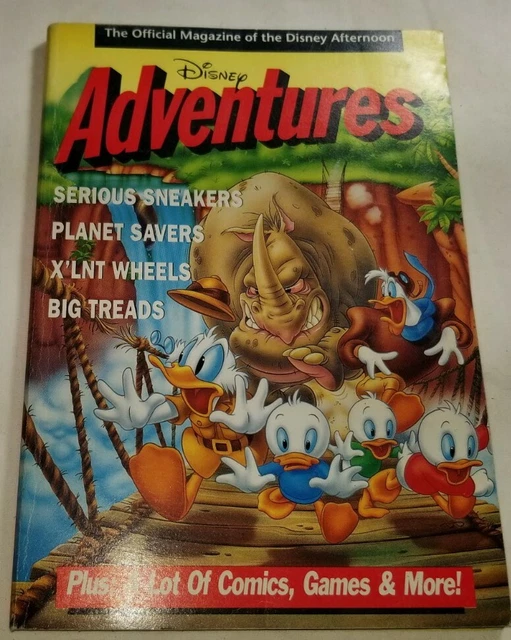 The Official Magazine of the Disney Afternoon
Disney
Adventures
SERIOUS SNEAKERS
PLANET SAVERS
X'LNT WHEELS
BIG TREADS
Plus, A Lot Of Comics, Games & More!